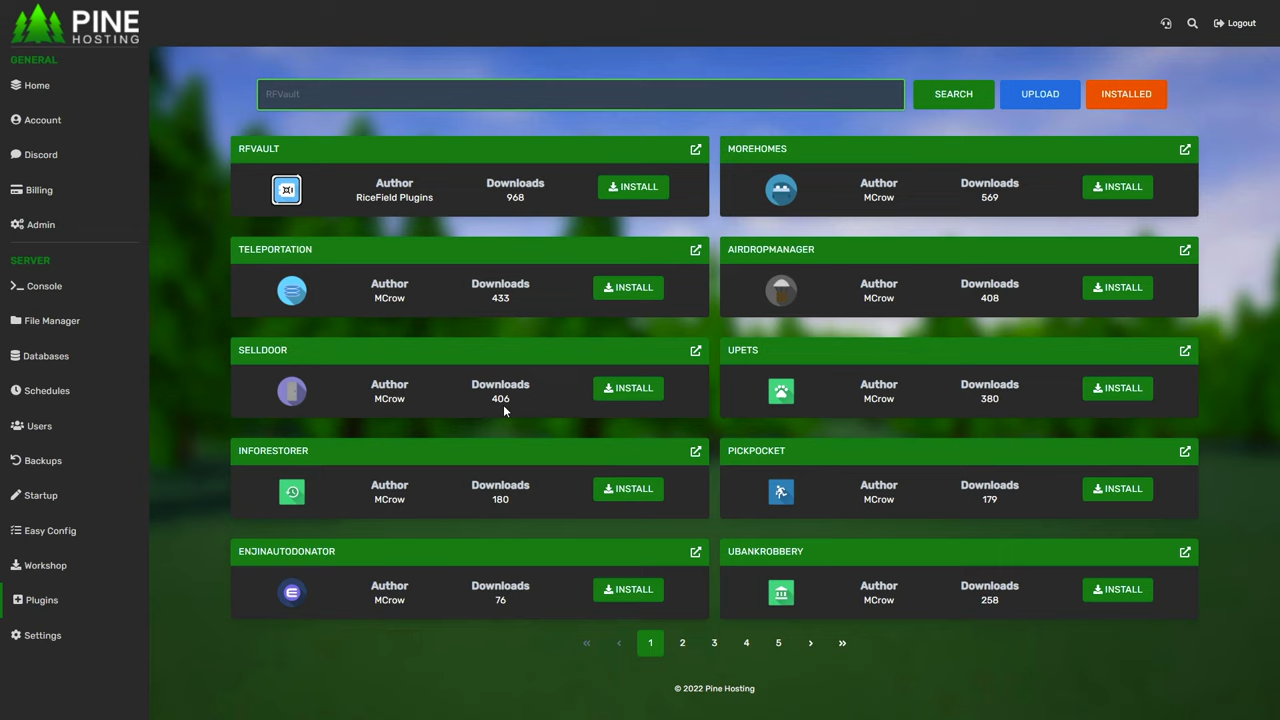 PINE
HOSTING
Logout
GENERAL
Home
Account
Discord
Billing
Admin
SERVER
Console
File Manager
Databases
Schedules
Users
Backups
Startup
Easy Config
Workshop
Plugins
Settings
RFVault
SEARCH
UPLOAD
INSTALLED
RFVAULT
Author
RiceField Plugins
Downloads
968
INSTALL
MOREHOMES
Author
MCrow
Downloads
569
INSTALL
TELEPORTATION
Author
MCrow
Downloads
433
INSTALL
AIRDROPMANAGER
Author
MCrow
Downloads
408
INSTALL
SELLDOOR
Author
MCrow
Downloads
406
INSTALL
UPETS
Author
MCrow
Downloads
380
INSTALL
INFORESTORER
Author
MCrow
Downloads
180
INSTALL
PICKPOCKET
Author
MCrow
Downloads
179
INSTALL
ENJINAUTODONATOR
Author
MCrow
Downloads
76
INSTALL
UBANKROBBERY
Author
MCrow
Downloads
258
INSTALL
« ‹ 1 2 3 4 5 › »
© 2022 Pine Hosting